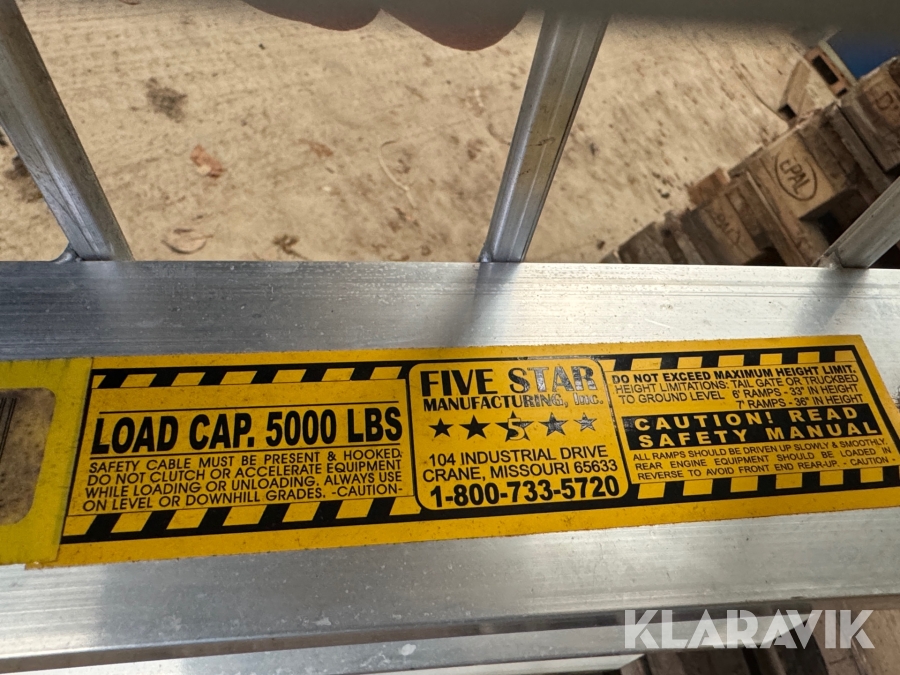 LOAD CAP. 5000 LBS
SAFETY CABLE MUST BE PRESENT & HOOKED.
DO NOT CLUTCH OR ACCELERATE EQUIPMENT
WHILE LOADING OR UNLOADING. ALWAYS USE
ON LEVEL OR DOWNHILL GRADES. -CAUTION-
FIVE STAR
MANUFACTURING, Inc.
5
104 INDUSTRIAL DRIVE
CRANE, MISSOURI 65633
1-800-733-5720
DO NOT EXCEED MAXIMUM HEIGHT LIMIT.
HEIGHT LIMITATIONS: TAIL GATE OR TRUCKBED
TO GROUND LEVEL 6' RAMPS - 33" IN HEIGHT
7' RAMPS - 36" IN HEIGHT
CAUTION! READ
SAFETY MANUAL
ALL RAMPS SHOULD BE DRIVEN UP SLOWLY & SMOOTHLY.
REAR ENGINE EQUIPMENT SHOULD BE LOADED IN
REVERSE TO AVOID FRONT END REAR-UP. - CAUTION -
EPAL
KLARAVIK